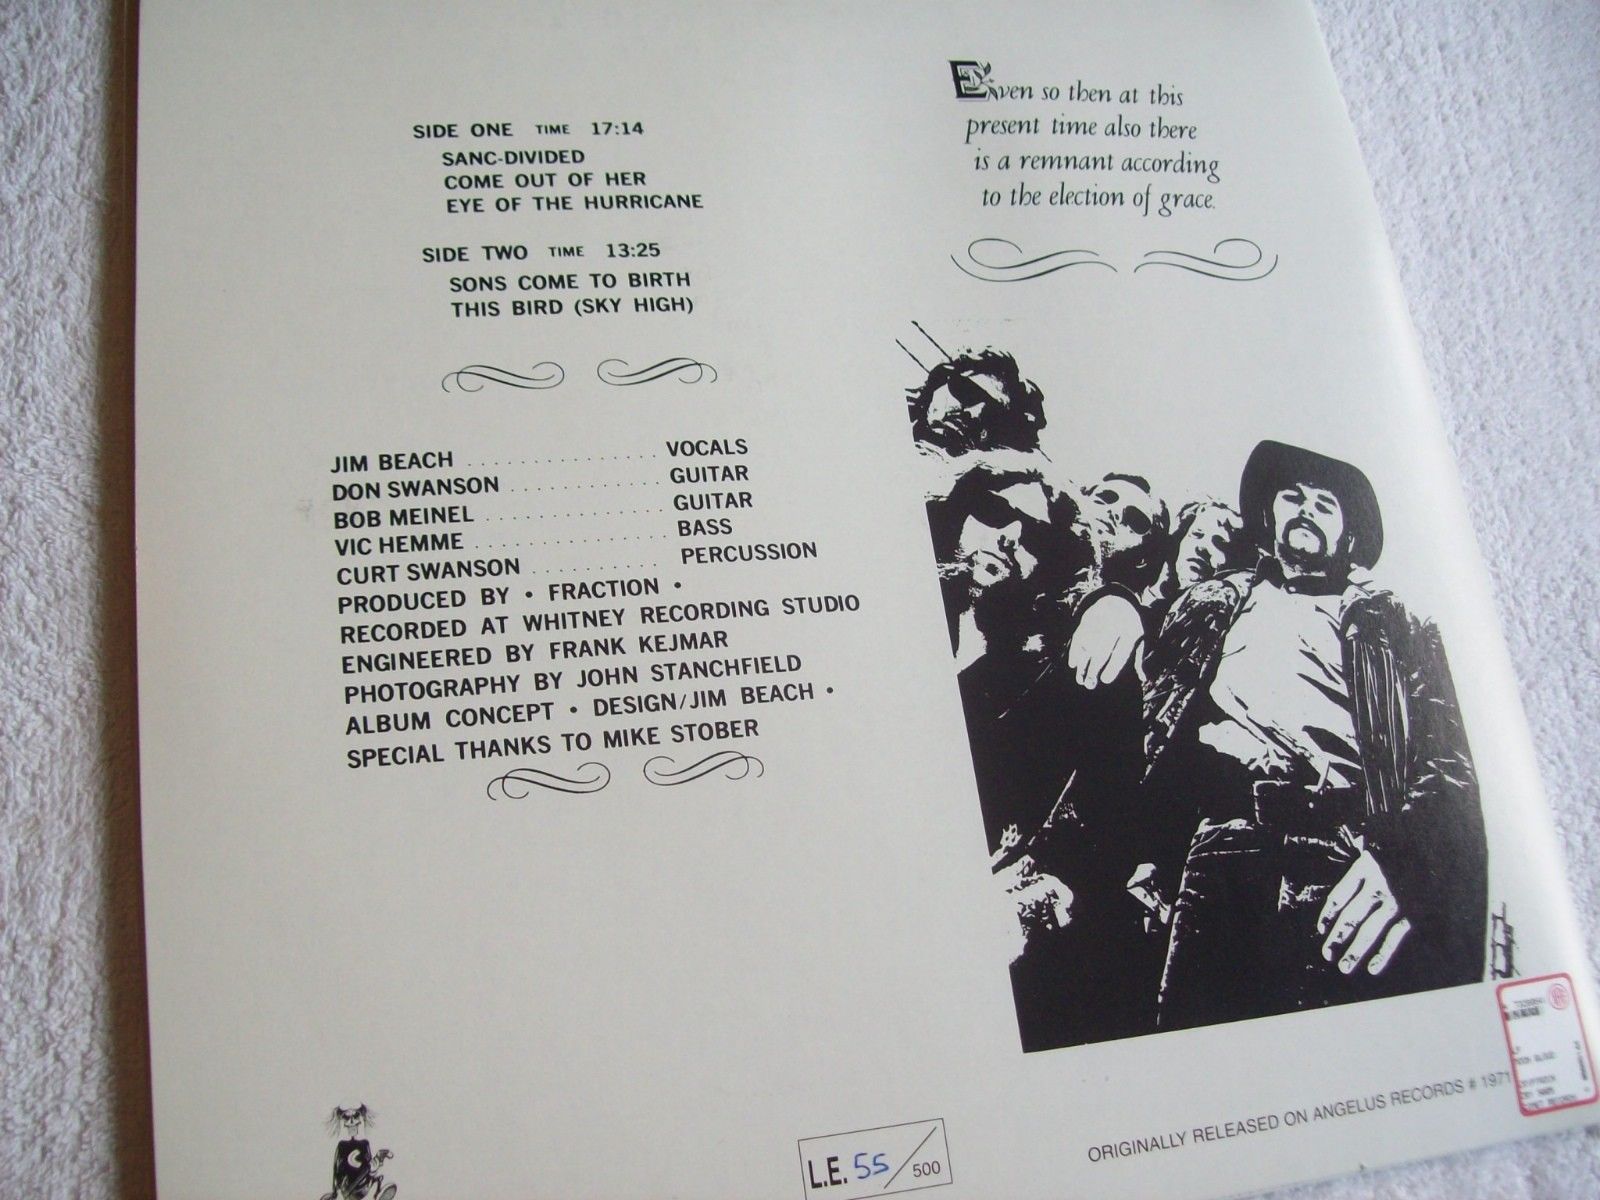 SIDE ONE TIME 17:14
SANC-DIVIDED
COME OUT OF HER
EYE OF THE HURRICANE
SIDE TWO TIME 13:25
SONS COME TO BIRTH
THIS BIRD (SKY HIGH)
JIM BEACH ................ VOCALS
DON SWANSON ............ GUITAR
BOB MEINEL ............... GUITAR
VIC HEMME ................ BASS
CURT SWANSON .......... PERCUSSION
PRODUCED BY • FRACTION •
RECORDED AT WHITNEY RECORDING STUDIO
ENGINEERED BY FRANK KEJMAR
PHOTOGRAPHY BY JOHN STANCHFIELD
ALBUM CONCEPT • DESIGN/JIM BEACH •
SPECIAL THANKS TO MIKE STOBER
Even so then at this
present time also there
is a remnant according
to the election of grace.
L.E. 55/500
ORIGINALLY RELEASED ON ANGELUS RECORDS # 1971
LP
MOON BLOOD